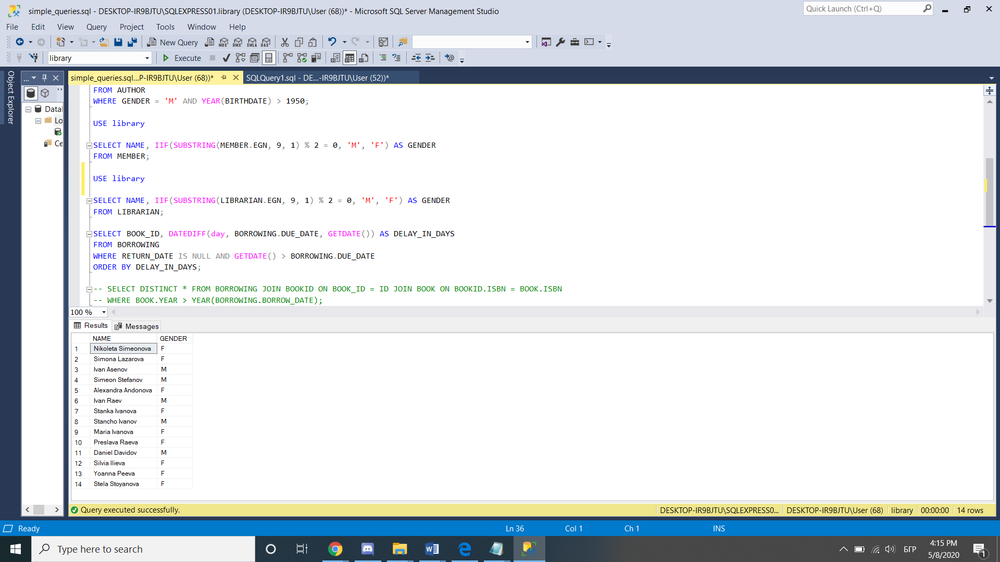 simple_queries.sql - DESKTOP-IR9BJTU\SQLEXPRESS01.library (DESKTOP-IR9BJTU\User (68))* - Microsoft SQL Server Management Studio
Quick Launch (Ctrl+Q)
File Edit View Query Project Tools Window Help
New Query
MDX DMX XMLA DAX
library
Execute
Object Explorer
...
simple_queries.sql...P-IR9BJTU\User (68))*
SQLQuery1.sql - DE...-IR9BJTU\User (52))*
Datal
Lo
Ce
FROM AUTHOR
WHERE GENDER = 'M' AND YEAR(BIRTHDATE) > 1950;
USE library
SELECT NAME, IIF(SUBSTRING(MEMBER.EGN, 9, 1) % 2 = 0, 'M', 'F') AS GENDER
FROM MEMBER;
USE library
SELECT NAME, IIF(SUBSTRING(LIBRARIAN.EGN, 9, 1) % 2 = 0, 'M', 'F') AS GENDER
FROM LIBRARIAN;
SELECT BOOK_ID, DATEDIFF(day, BORROWING.DUE_DATE, GETDATE()) AS DELAY_IN_DAYS
FROM BORROWING
WHERE RETURN_DATE IS NULL AND GETDATE() > BORROWING.DUE_DATE
ORDER BY DELAY_IN_DAYS;
-- SELECT DISTINCT * FROM BORROWING JOIN BOOKID ON BOOK_ID = ID JOIN BOOK ON BOOKID.ISBN = BOOK.ISBN
-- WHERE BOOK.YEAR > YEAR(BORROWING.BORROW_DATE);
100 %
Results Messages
NAME GENDER
1 Nikoleta Simeonova F
2 Simona Lazarova F
3 Ivan Asenov M
4 Simeon Stefanov M
5 Alexandra Andonova F
6 Ivan Raev M
7 Stanka Ivanova F
8 Stancho Ivanov M
9 Maria Ivanova F
10 Preslava Raeva F
11 Daniel Davidov M
12 Silvia Ilieva F
13 Yoanna Peeva F
14 Stela Stoyanova F
Query executed successfully.
DESKTOP-IR9BJTU\SQLEXPRESS0... DESKTOP-IR9BJTU\User (68) library 00:00:00 14 rows
Ready
Ln 36 Col 1 Ch 1 INS
Type here to search
БГР
4:15 PM
5/8/2020
1